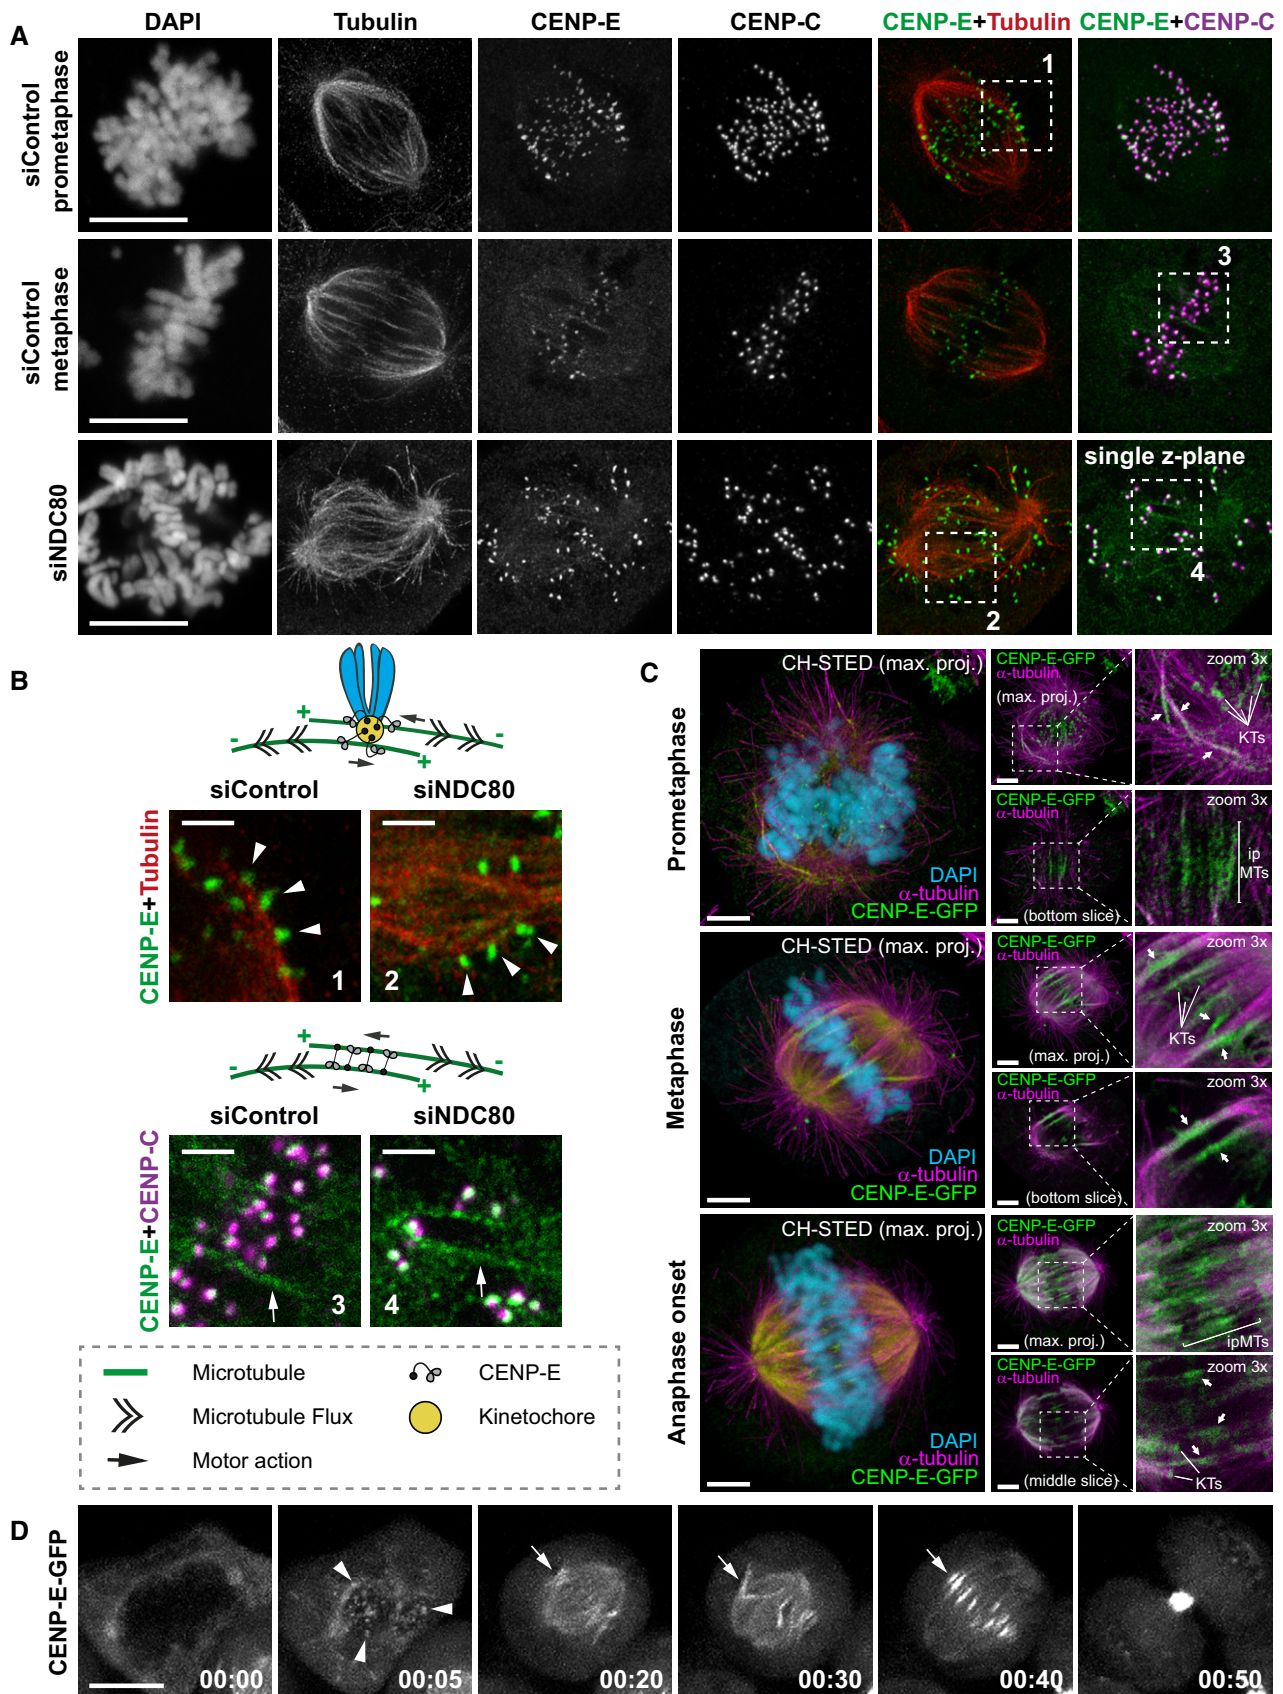 A
DAPI
Tubulin
CENP-E
CENP-C
CENP-E+Tubulin
CENP-E+CENP-C
siControl
prometaphase
1
siControl
metaphase
3
siNDC80
2
single z-plane
4
B
+
-
-
+
siControl
siNDC80
CENP-E+Tubulin
1
2
+
-
-
+
siControl
siNDC80
CENP-E+CENP-C
3
4
Microtubule
CENP-E
Microtubule Flux
Kinetochore
Motor action
C
Prometaphase
CH-STED (max. proj.)
DAPI
α-tubulin
CENP-E-GFP
CENP-E-GFP
α-tubulin
(max. proj.)
zoom 3x
KTs
CENP-E-GFP
α-tubulin
(bottom slice)
zoom 3x
ip
MTs
Metaphase
CH-STED (max. proj.)
DAPI
α-tubulin
CENP-E-GFP
CENP-E-GFP
α-tubulin
(max. proj.)
zoom 3x
KTs
CENP-E-GFP
α-tubulin
(bottom slice)
zoom 3x
Anaphase onset
CH-STED (max. proj.)
DAPI
α-tubulin
CENP-E-GFP
CENP-E-GFP
α-tubulin
(max. proj.)
zoom 3x
ipMTs
CENP-E-GFP
α-tubulin
(middle slice)
zoom 3x
KTs
D
CENP-E-GFP
00:00
00:05
00:20
00:30
00:40
00:50